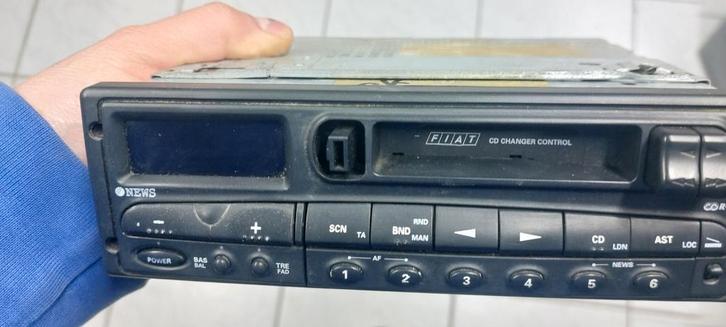 FIAT CD CHANGER CONTROL
NEWS
- +
SCN TA
BND RND MAN
CD LDN
AST LOC
POWER
BAS BAL
TRE FAD
AF
NEWS
1 2 3 4 5 6